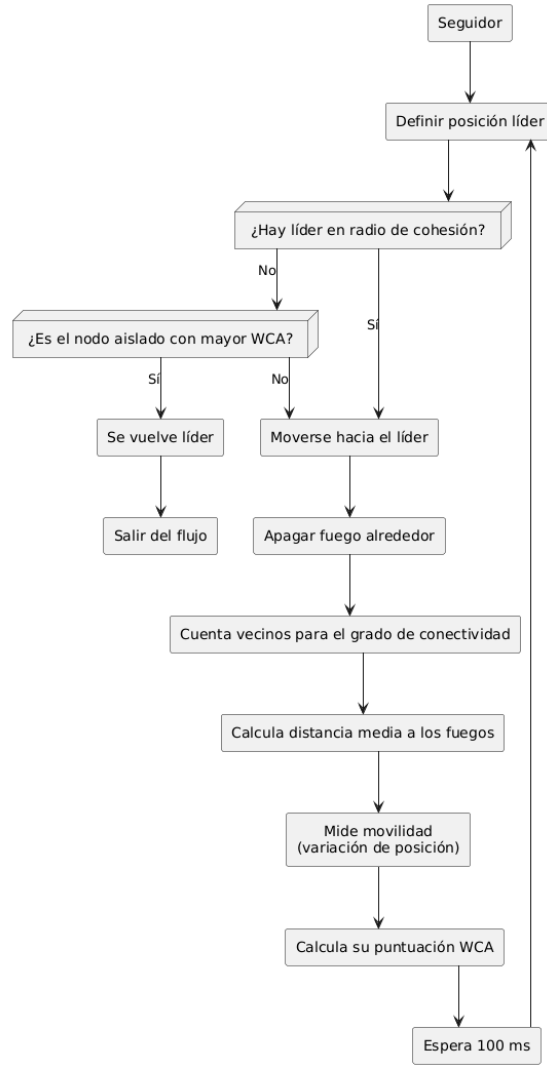 Seguidor
Definir posición líder
¿Hay líder en radio de cohesión?
No
Sí
¿Es el nodo aislado con mayor WCA?
Sí
No
Se vuelve líder
Moverse hacia el líder
Salir del flujo
Apagar fuego alrededor
Cuenta vecinos para el grado de conectividad
Calcula distancia media a los fuegos
Mide movilidad
(variación de posición)
Calcula su puntuación WCA
Espera 100 ms